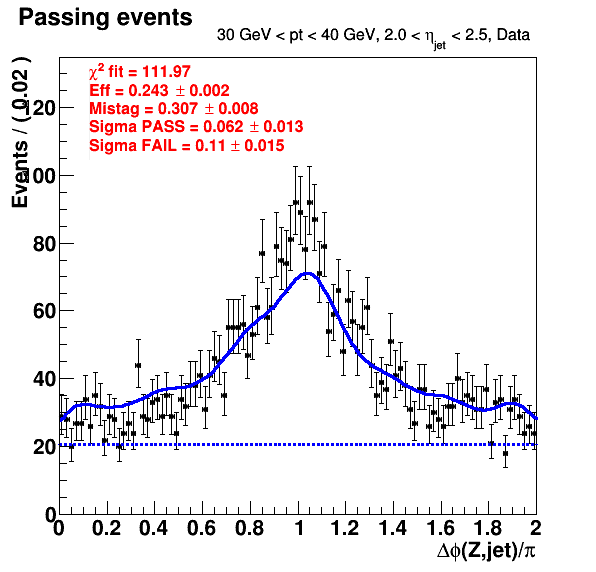 Passing events
30 GeV < pt < 40 GeV, 2.0 < η_jet < 2.5, Data
χ² fit = 111.97
Eff = 0.243 ± 0.002
Mistag = 0.307 ± 0.008
Sigma PASS = 0.062 ± 0.013
Sigma FAIL = 0.11 ± 0.015
Events / ( 0.02 )
120
100
80
60
40
20
0
0 0.2 0.4 0.6 0.8 1 1.2 1.4 1.6 1.8 2
Δϕ(Z,jet)/π